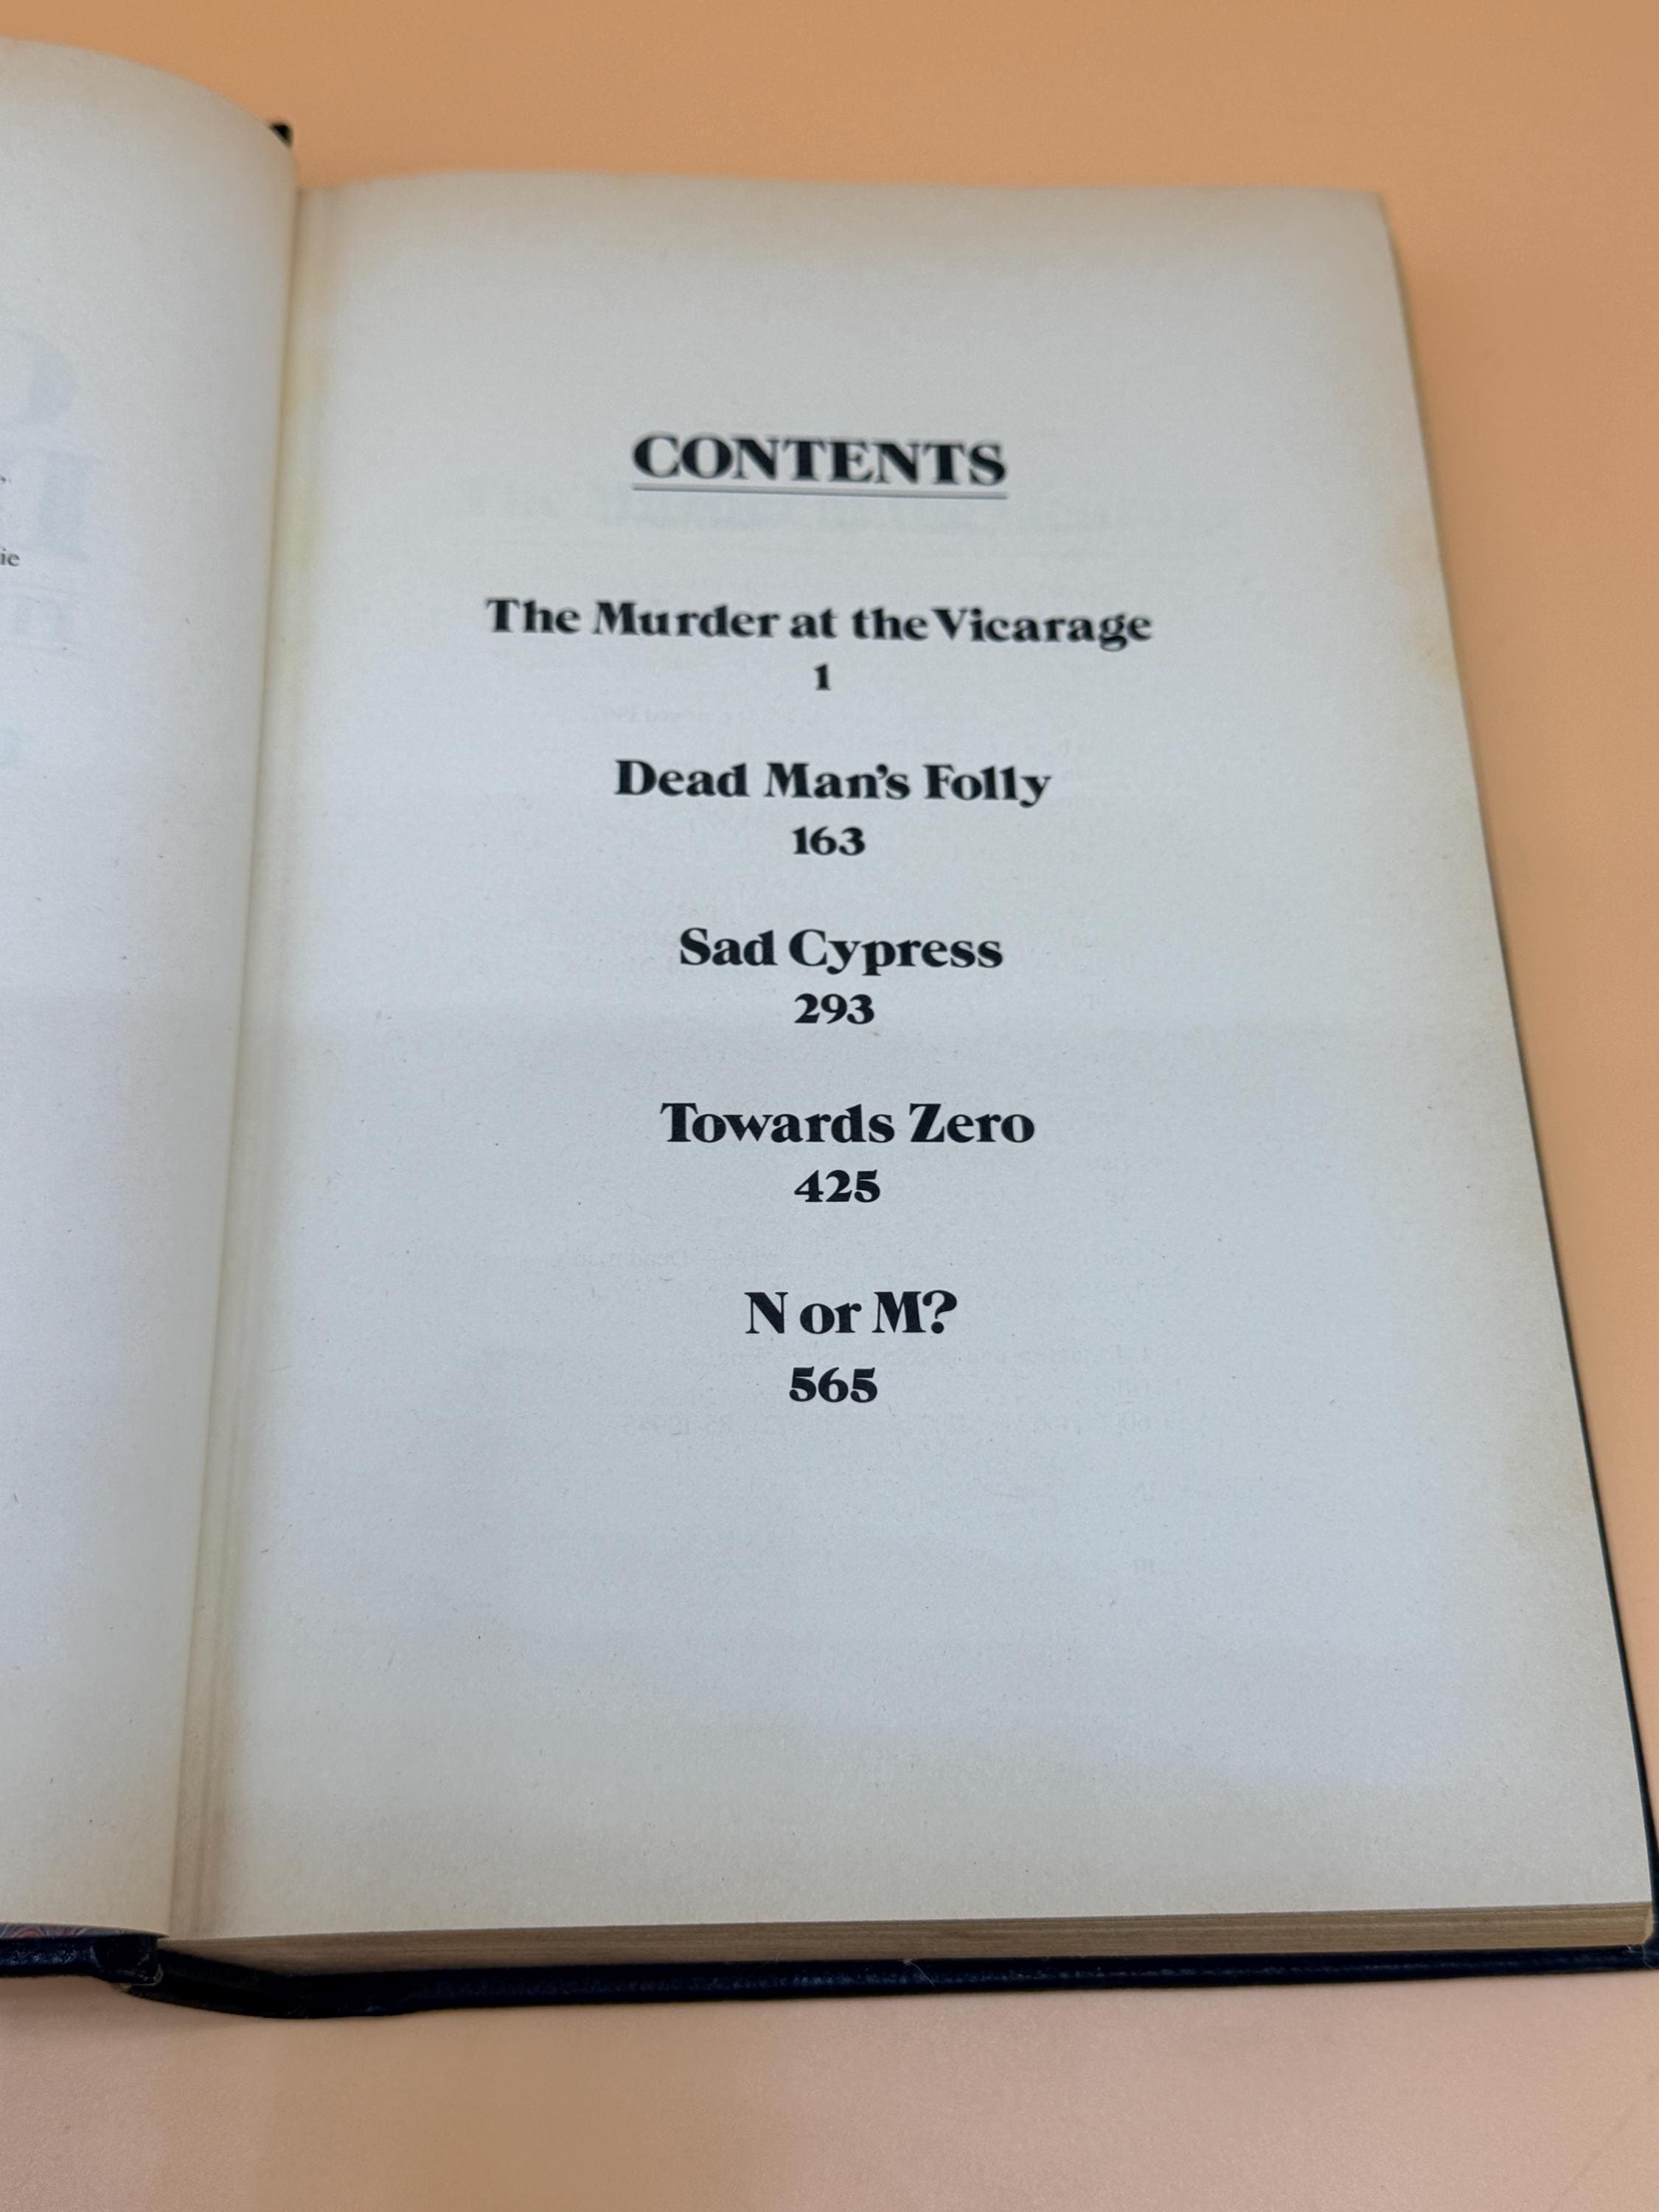 ie
CONTENTS
The Murder at the Vicarage
1
Dead Man's Folly
163
Sad Cypress
293
Towards Zero
425
N or M?
565